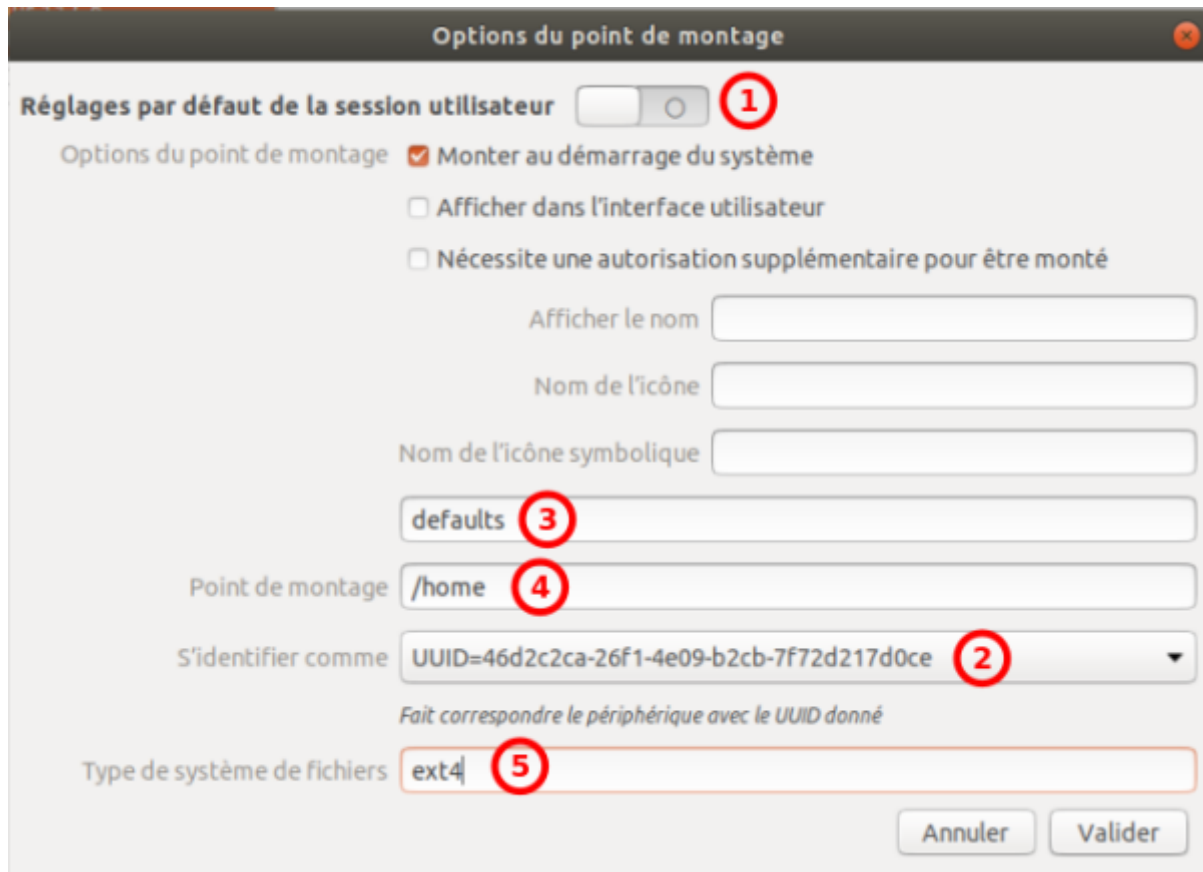 Options du point de montage
Réglages par défaut de la session utilisateur 1
Options du point de montage Monter au démarrage du système
Afficher dans l'interface utilisateur
Nécessite une autorisation supplémentaire pour être monté
Afficher le nom
Nom de l'icône
Nom de l'icône symbolique
defaults 3
Point de montage /home 4
S'identifier comme UUID=46d2c2ca-26f1-4e09-b2cb-7f72d217d0ce 2
Fait correspondre le périphérique avec le UUID donné
Type de système de fichiers ext4 5
Annuler Valider